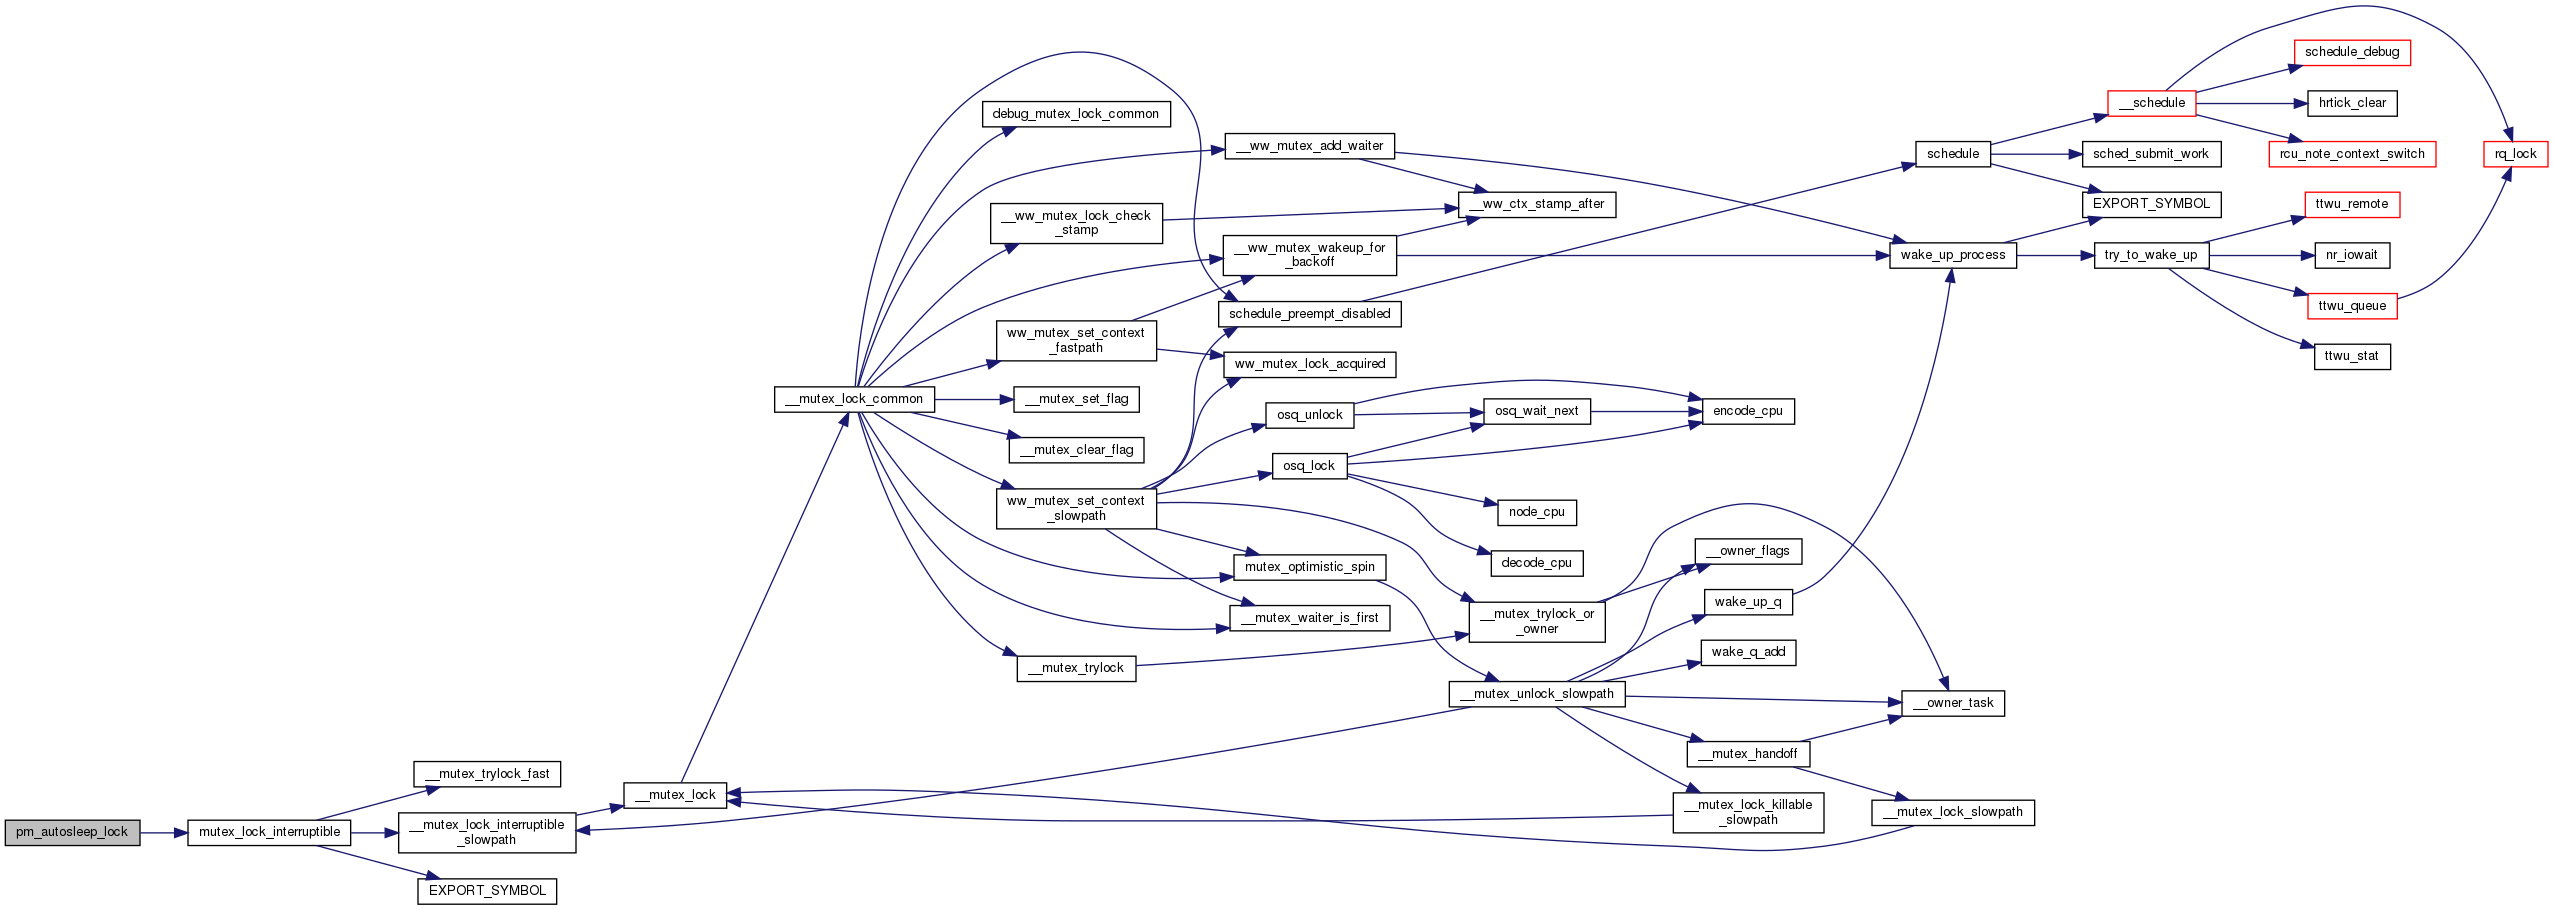 pm_autosleep_lock
mutex_lock_interruptible
__mutex_trylock_fast
__mutex_lock_interruptible
_slowpath
EXPORT_SYMBOL
__mutex_lock
__mutex_lock_common
debug_mutex_lock_common
__ww_mutex_lock_check
_stamp
ww_mutex_set_context
_fastpath
__mutex_set_flag
__mutex_clear_flag
ww_mutex_set_context
_slowpath
__mutex_trylock
__ww_mutex_add_waiter
__ww_mutex_wakeup_for
_backoff
schedule_preempt_disabled
ww_mutex_lock_acquired
osq_unlock
osq_lock
mutex_optimistic_spin
__mutex_waiter_is_first
__ww_ctx_stamp_after
osq_wait_next
node_cpu
decode_cpu
__mutex_trylock_or
_owner
__mutex_unlock_slowpath
encode_cpu
__owner_flags
wake_up_q
wake_q_add
__mutex_handoff
__mutex_lock_killable
_slowpath
schedule
wake_up_process
__owner_task
__mutex_lock_slowpath
__schedule
sched_submit_work
EXPORT_SYMBOL
try_to_wake_up
schedule_debug
hrtick_clear
rcu_note_context_switch
ttwu_remote
nr_iowait
ttwu_queue
ttwu_stat
rq_lock